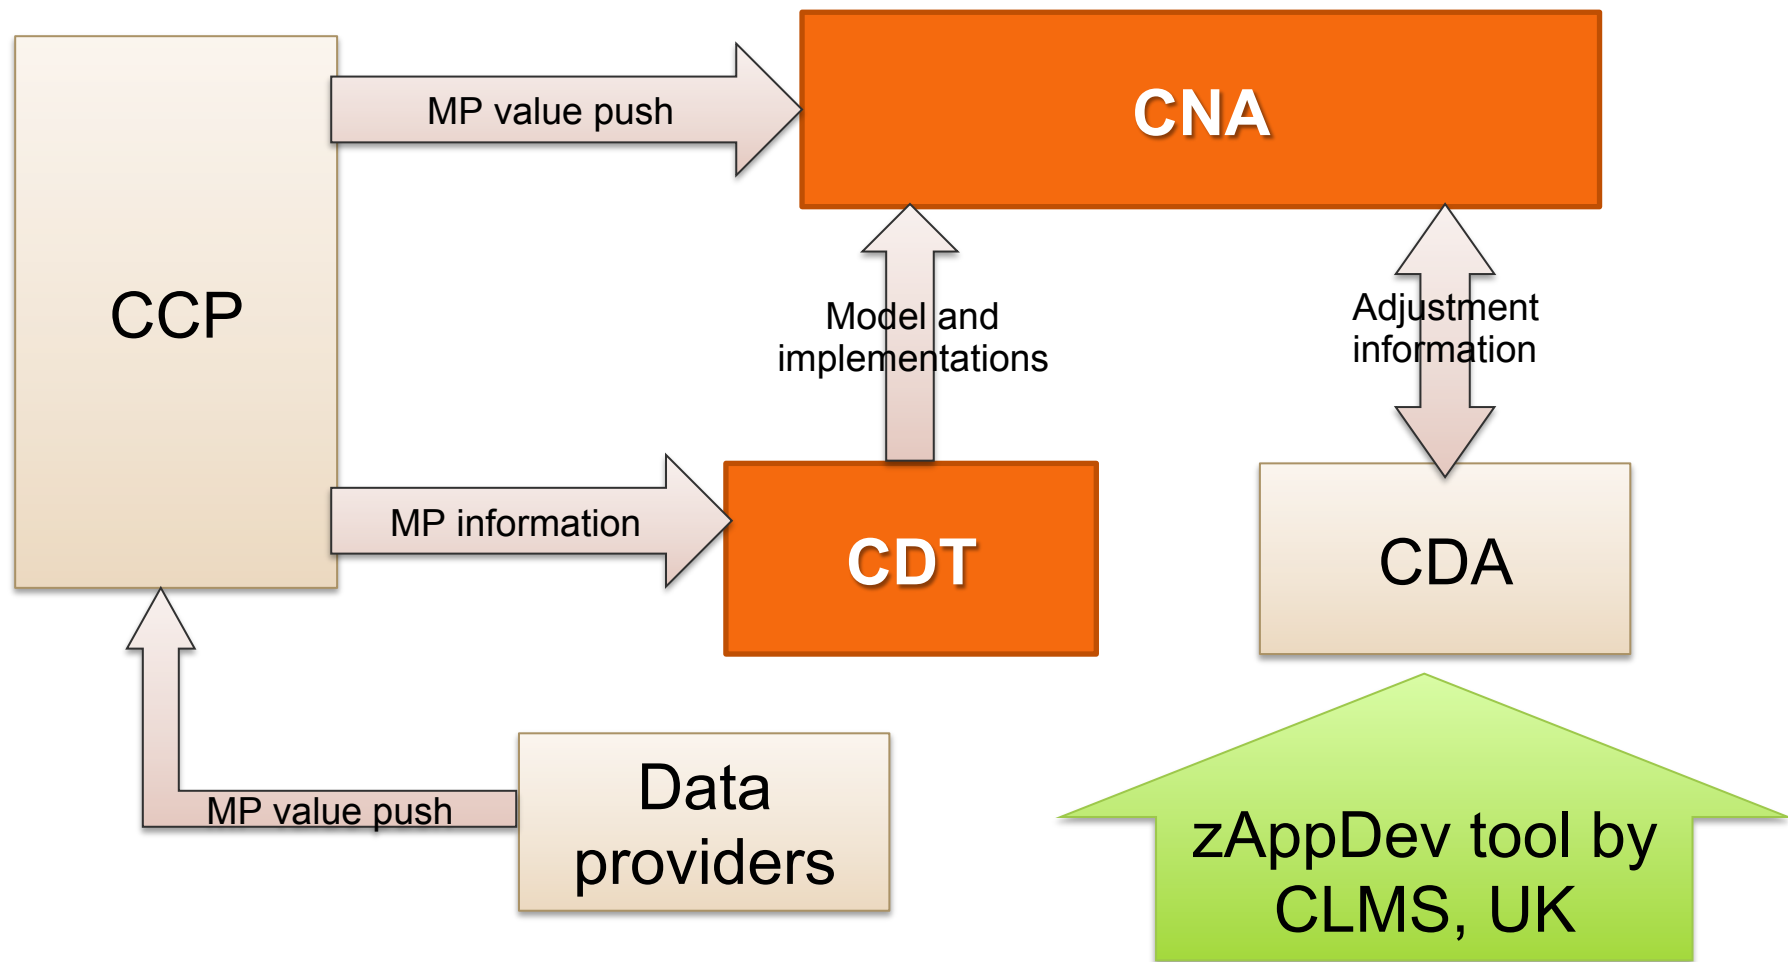 MP value push
CNA
CCP
Model and
implementations
Adjustment
information
MP information
CDT
CDA
Data
providers
MP value push
zAppDev tool by
CLMS, UK